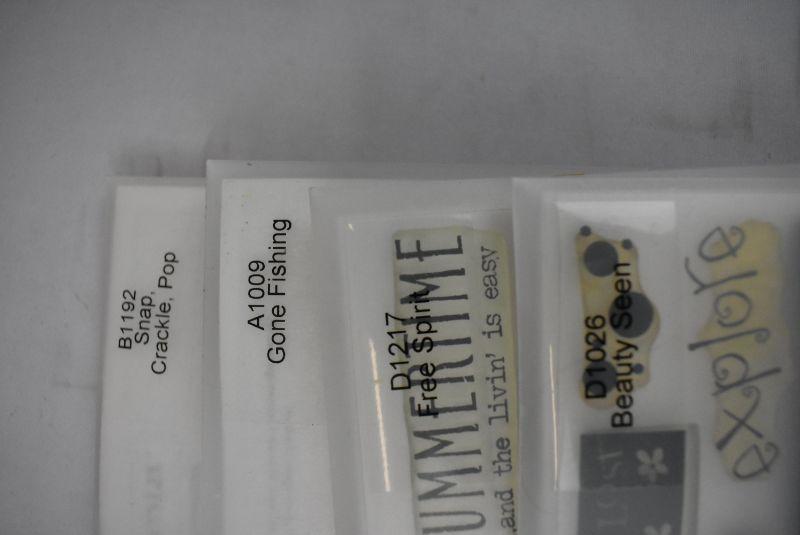 B1192
Snap,
Crackle, Pop
A1009
Gone Fishing
D1217
Free Spirit
UMMERTIME
and the livin' is easy
D1026
Beauty Seen
explore